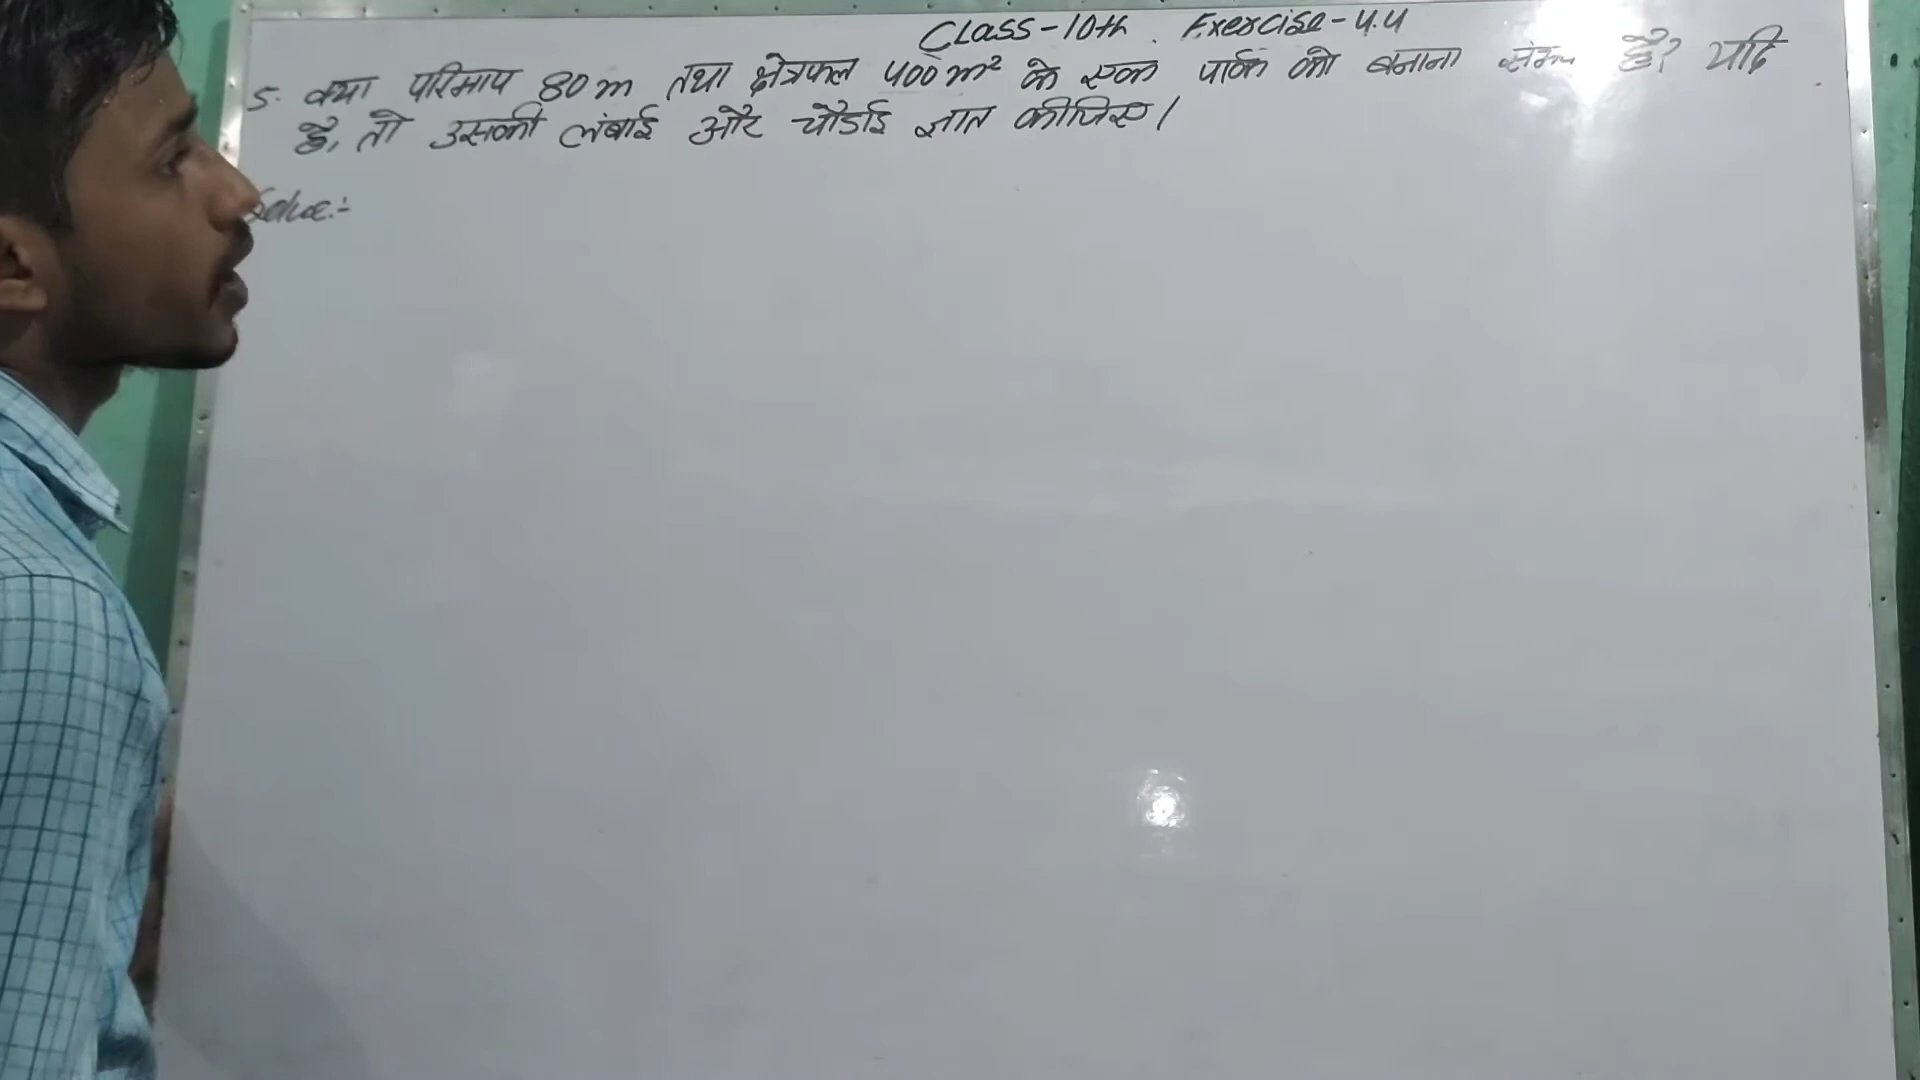 Class-10th. Exercise-4.4
5. क्या परिमाप 80 m तथा क्षेत्रफल 400 m² के एक पार्क को बनाना संभव है? यदि
है, तो उसकी लंबाई और चौडाई ज्ञात कीजिए।
Solve:-